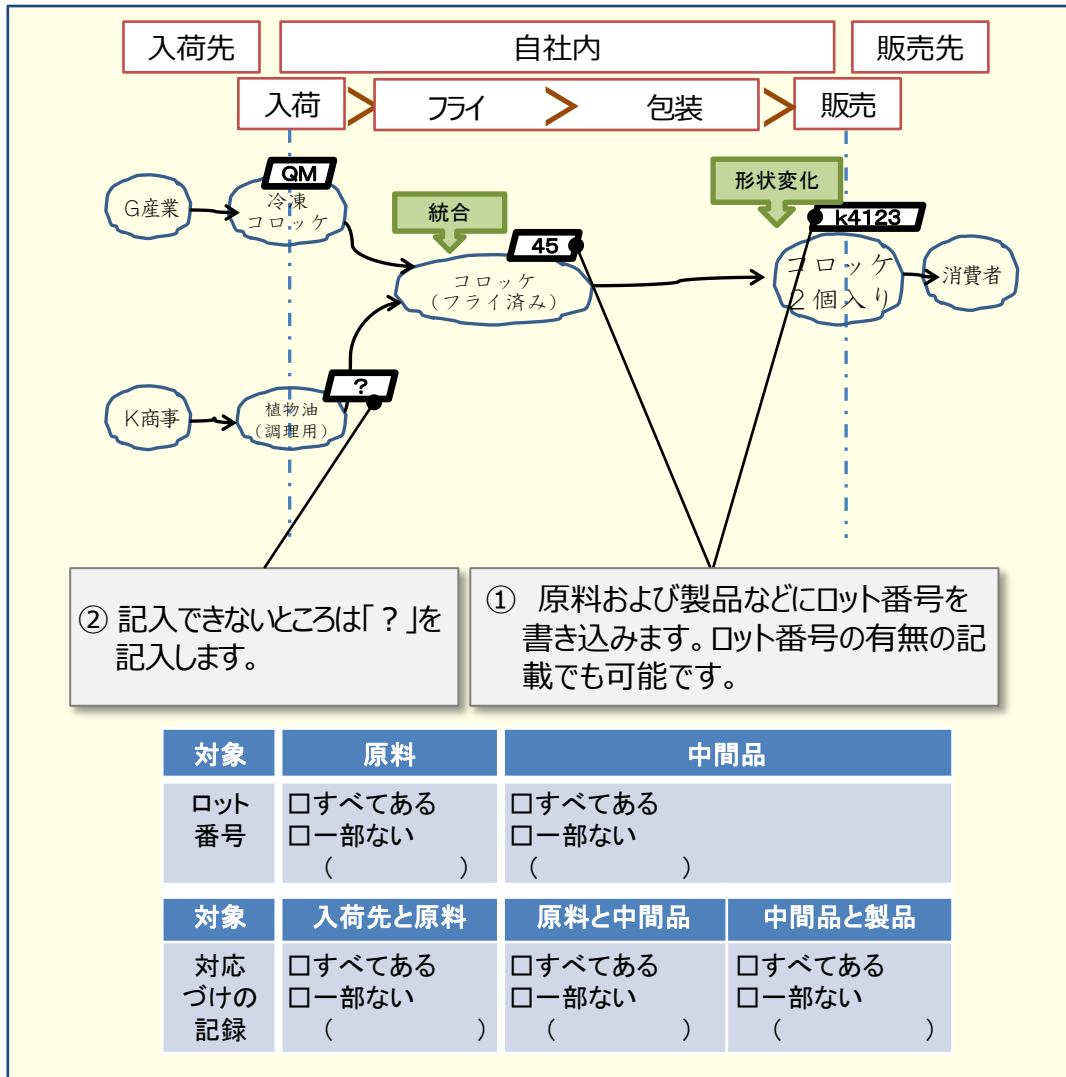 入荷先
自社内
販売先
入荷
フライ
包装
販売
QM
G産業
冷凍
コロッケ
統合
形状変化
45
k4123
コロッケ
(フライ済み)
コロッケ
2個入り
消費者
?
K商事
植物油
(調理用)
② 記入できないところは「?」を
記入します。
① 原料および製品などにロット番号を
書き込みます。ロット番号の有無の記
載でも可能です。
対象 原料 中間品
ロット
番号
□すべてある
□一部ない
( )
□すべてある
□一部ない
( )
対象 入荷先と原料 原料と中間品 中間品と製品
対応
づけの
記録
□すべてある
□一部ない
( )
□すべてある
□一部ない
( )
□すべてある
□一部ない
( )